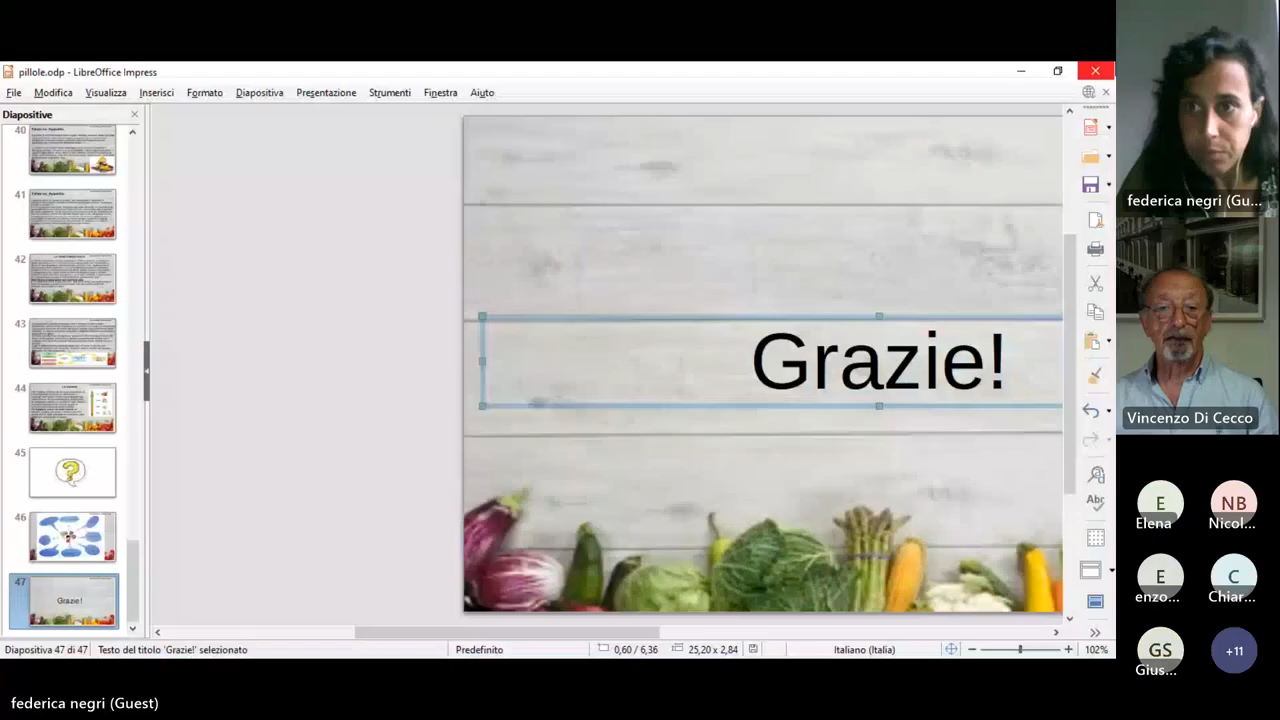 pillole.odp - LibreOffice Impress
File Modifica Visualizza Inserisci Formato Diapositiva Presentazione Strumenti Finestra Aiuto
Diapositive
40
41
42
43
44
45
46
47
Grazie!
Grazie!
Abc
Diapositiva 47 di 47 Testo del titolo 'Grazie!' selezionato Predefinito 0,60 / 6,36 25,20 x 2,84 Italiano (Italia) 102%
federica negri (Gu...
Vincenzo Di Cecco
E
Elena
NB
Nicol...
E
enzo...
C
Chiar...
GS
Gius...
+11
federica negri (Guest)